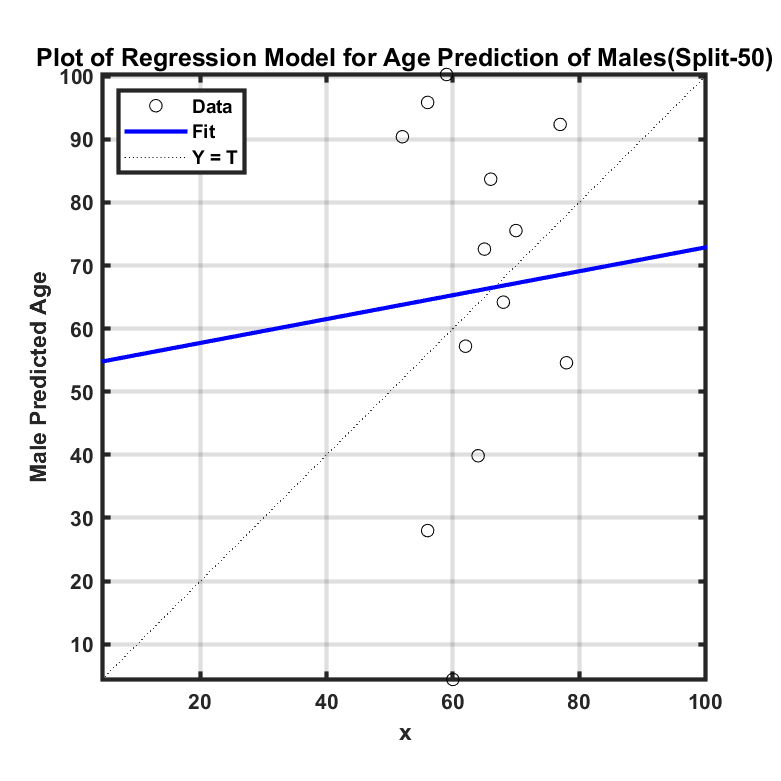 Plot of Regression Model for Age Prediction of Males(Split-50)
100
90
80
70
60
50
40
30
20
10
Data
Fit
Y = T
Male Predicted Age
20 40 60 80 100
x